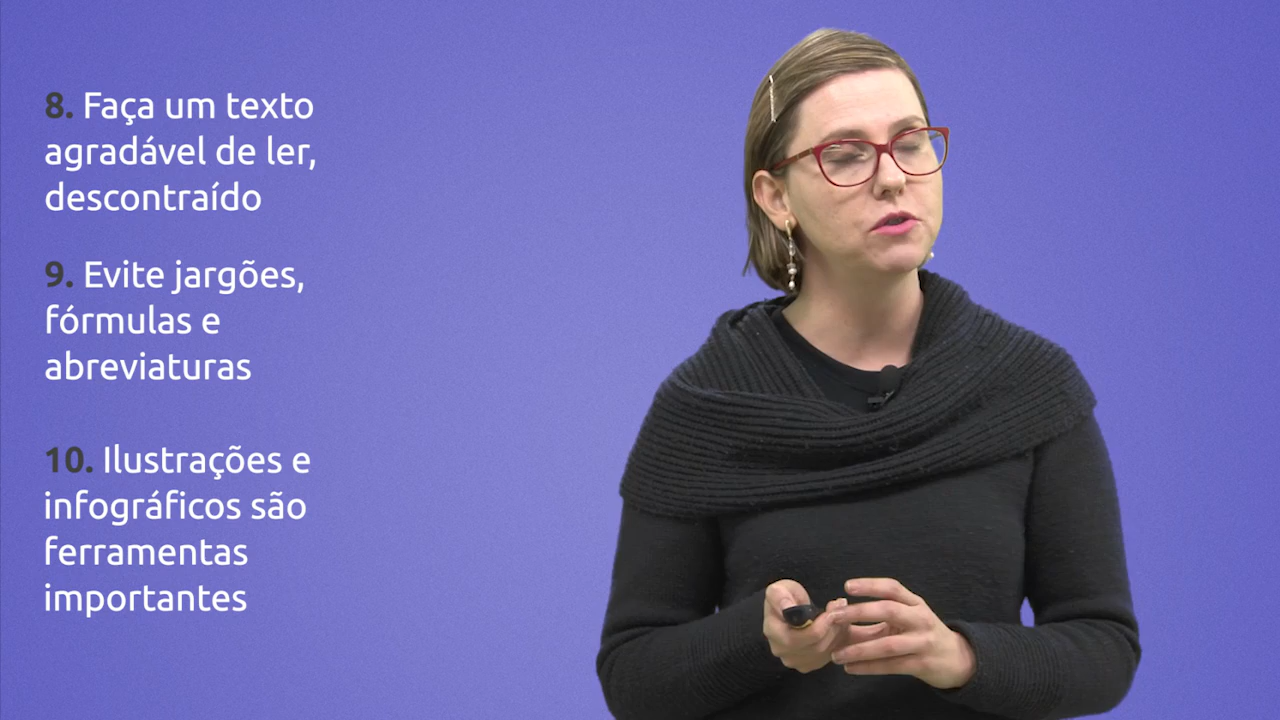 8. Faça um texto
agradável de ler,
descontraído
9. Evite jargões,
fórmulas e
abreviaturas
10. Ilustrações e
infográficos são
ferramentas
importantes